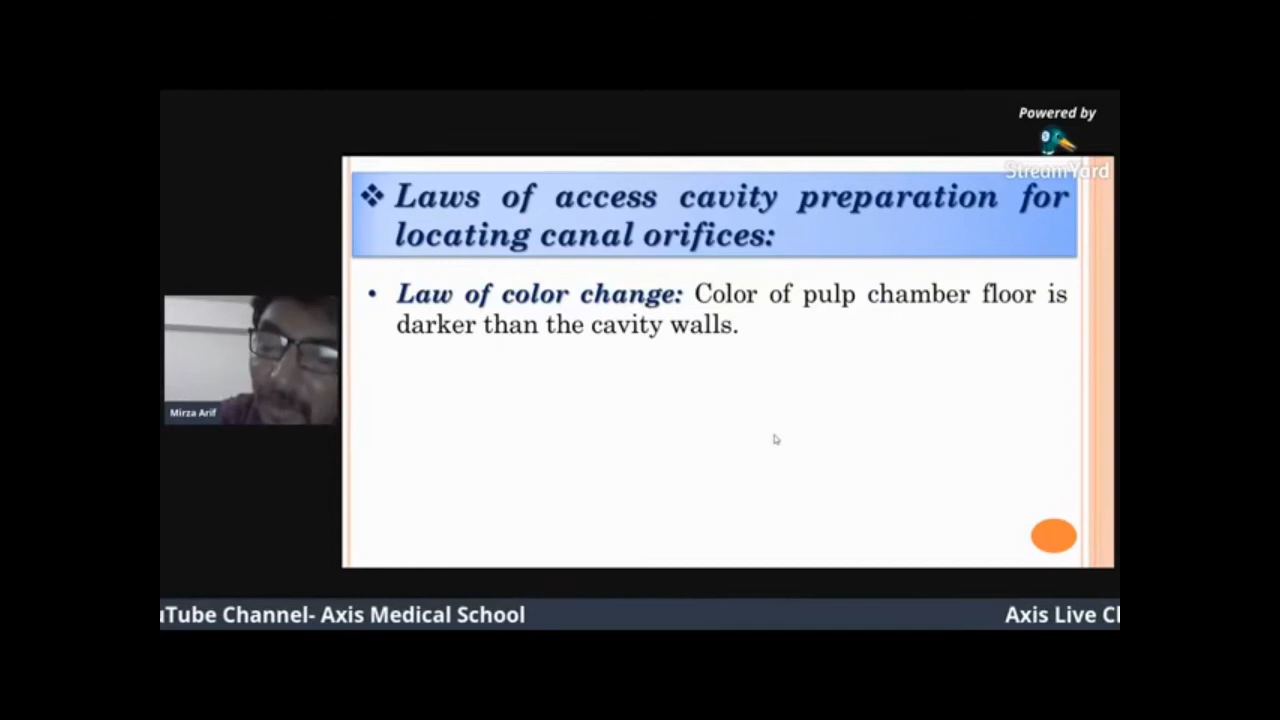 Powered by
StreamYard
❖ Laws of access cavity preparation for
locating canal orifices:
• Law of color change: Color of pulp chamber floor is
darker than the cavity walls.
Mirza Arif
uTube Channel- Axis Medical School
Axis Live Cl